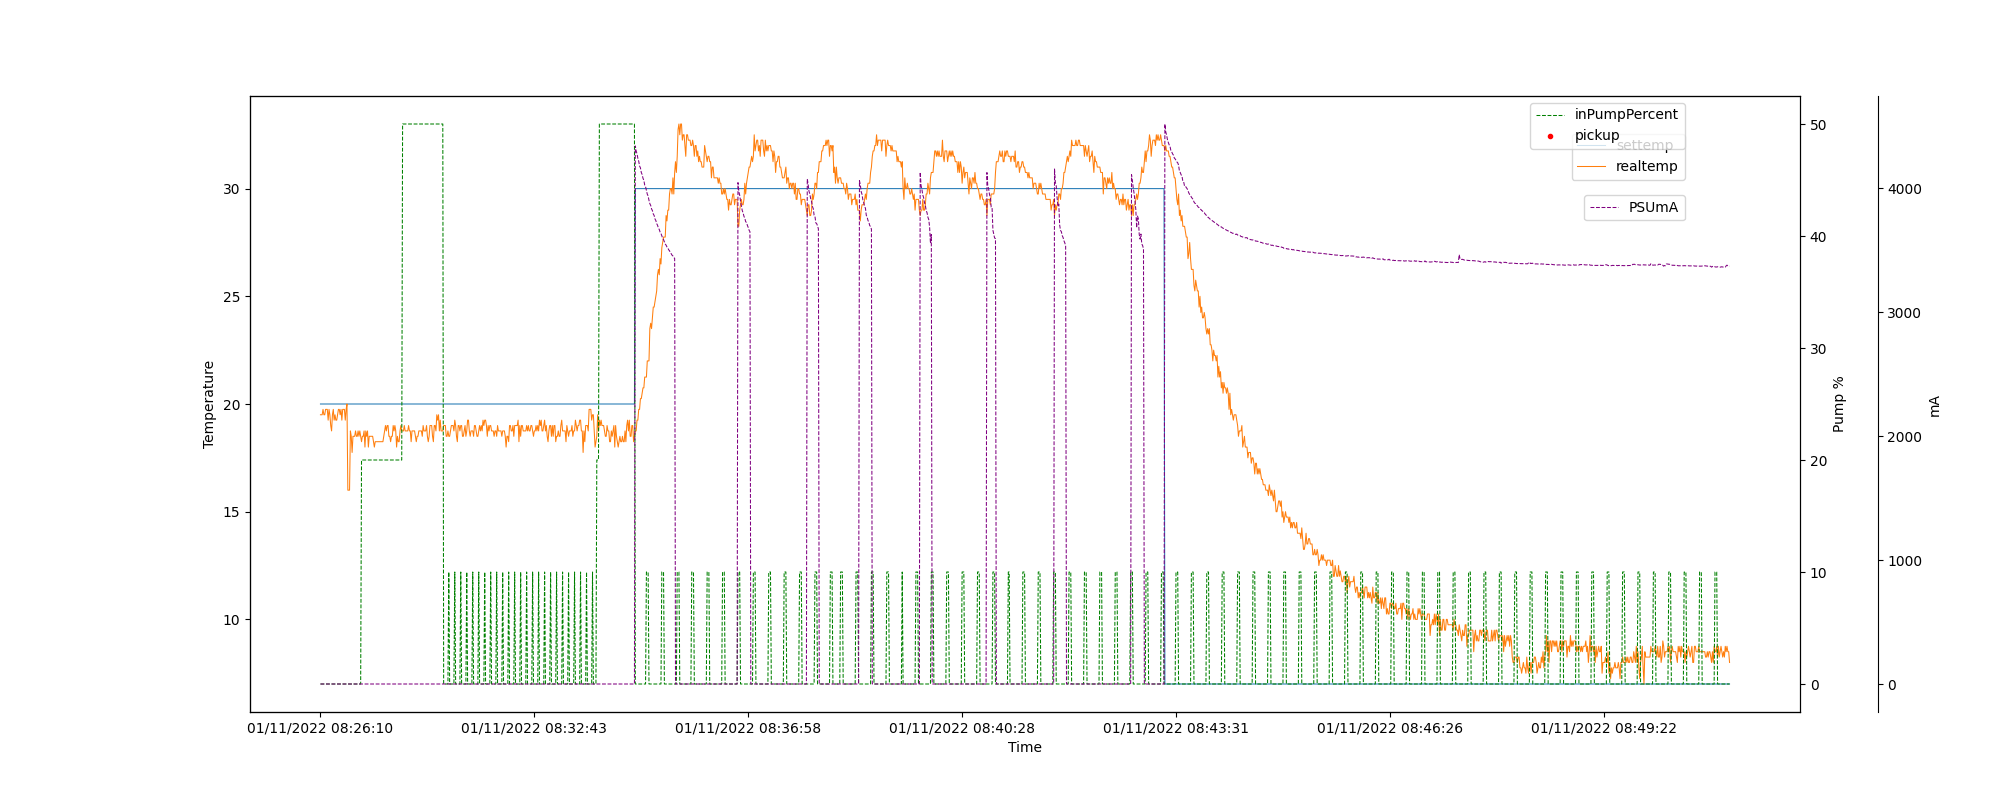 inPumpPercent
pickup
settemp
realtemp
PSUmA
30
25
20
15
10
Temperature
50
40
30
20
10
0
Pump %
4000
3000
2000
1000
0
mA
01/11/2022 08:26:10
01/11/2022 08:32:43
01/11/2022 08:36:58
01/11/2022 08:40:28
01/11/2022 08:43:31
01/11/2022 08:46:26
01/11/2022 08:49:22
Time